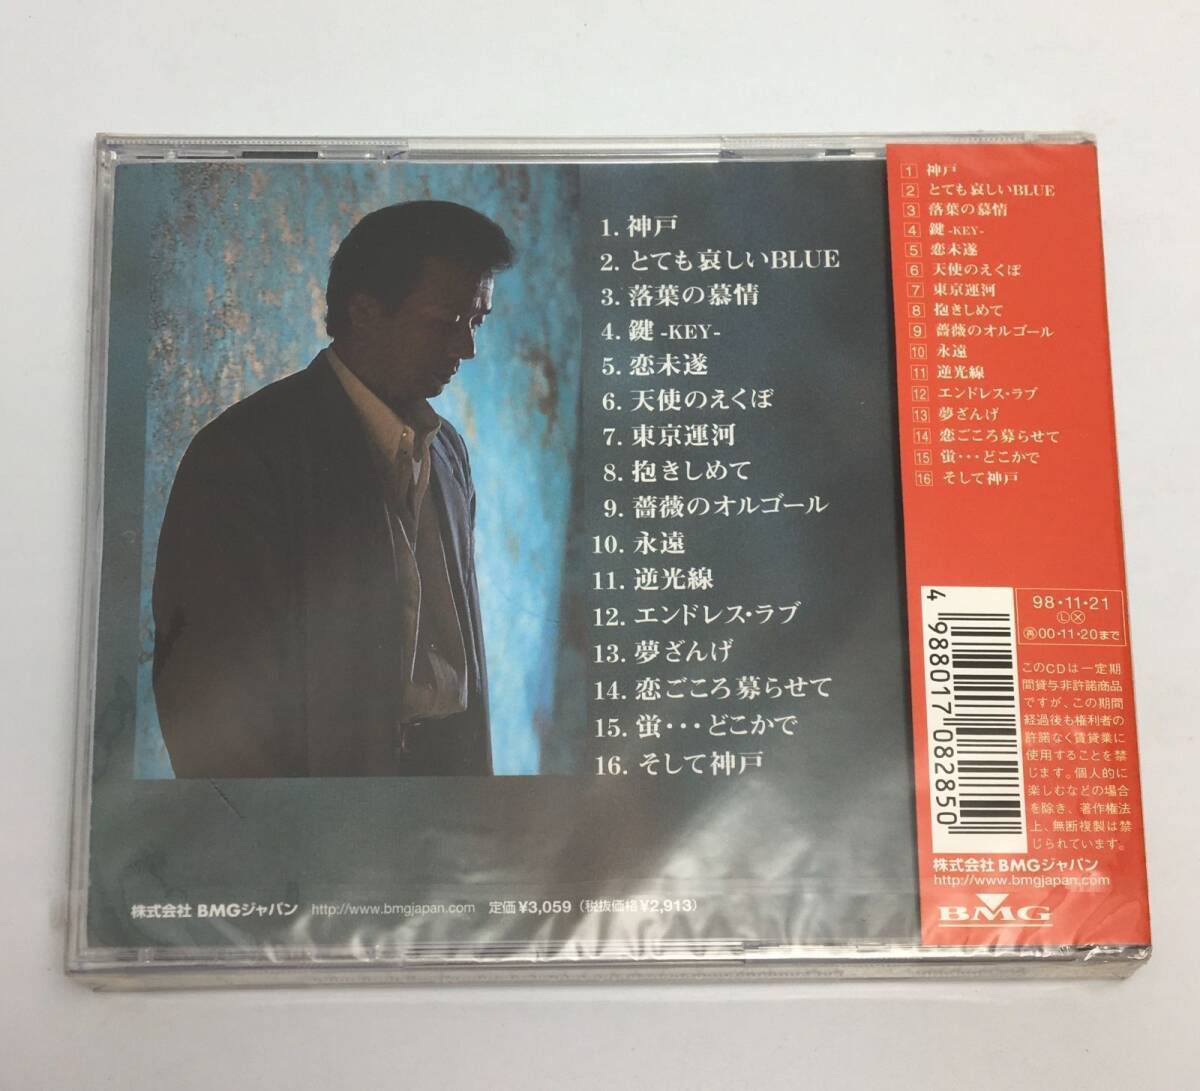 1. 神戸
2. とても哀しいBLUE
3. 落葉の慕情
4. 鍵 -KEY-
5. 恋未遂
6. 天使のえくぼ
7. 東京運河
8. 抱きしめて
9. 薔薇のオルゴール
10. 永遠
11. 逆光線
12. エンドレス・ラブ
13. 夢ざんげ
14. 恋ごころ募らせて
15. 蛍・・・どこかで
16. そして神戸
株式会社 BMGジャパン http://www.bmgjapan.com 定価¥3,059（税抜価格¥2,913）
1 神戸
2 とても哀しいBLUE
3 落葉の慕情
4 鍵 -KEY-
5 恋未遂
6 天使のえくぼ
7 東京運河
8 抱きしめて
9 薔薇のオルゴール
10 永遠
11 逆光線
12 エンドレス・ラブ
13 夢ざんげ
14 恋ごころ募らせて
15 蛍・・・どこかで
16 そして神戸
4 988017 082850
98・11・21
Ⓛ Ⓧ
㊢00・11・20まで
このCDは一定期
間貸与非許諾商品
ですが、この期間
経過後も権利者の
許諾なく賃貸業に
使用することを禁
じます。個人的に
楽しむなどの場合
を除き、著作権法
上、無断複製は禁
じられています。
株式会社 BMGジャパン
http://www.bmgjapan.com
BMG